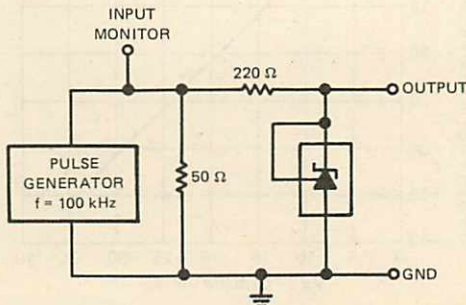 INPUT
MONITOR
220 Ω
OUTPUT
PULSE
GENERATOR
f = 100 kHz
50 Ω
GND